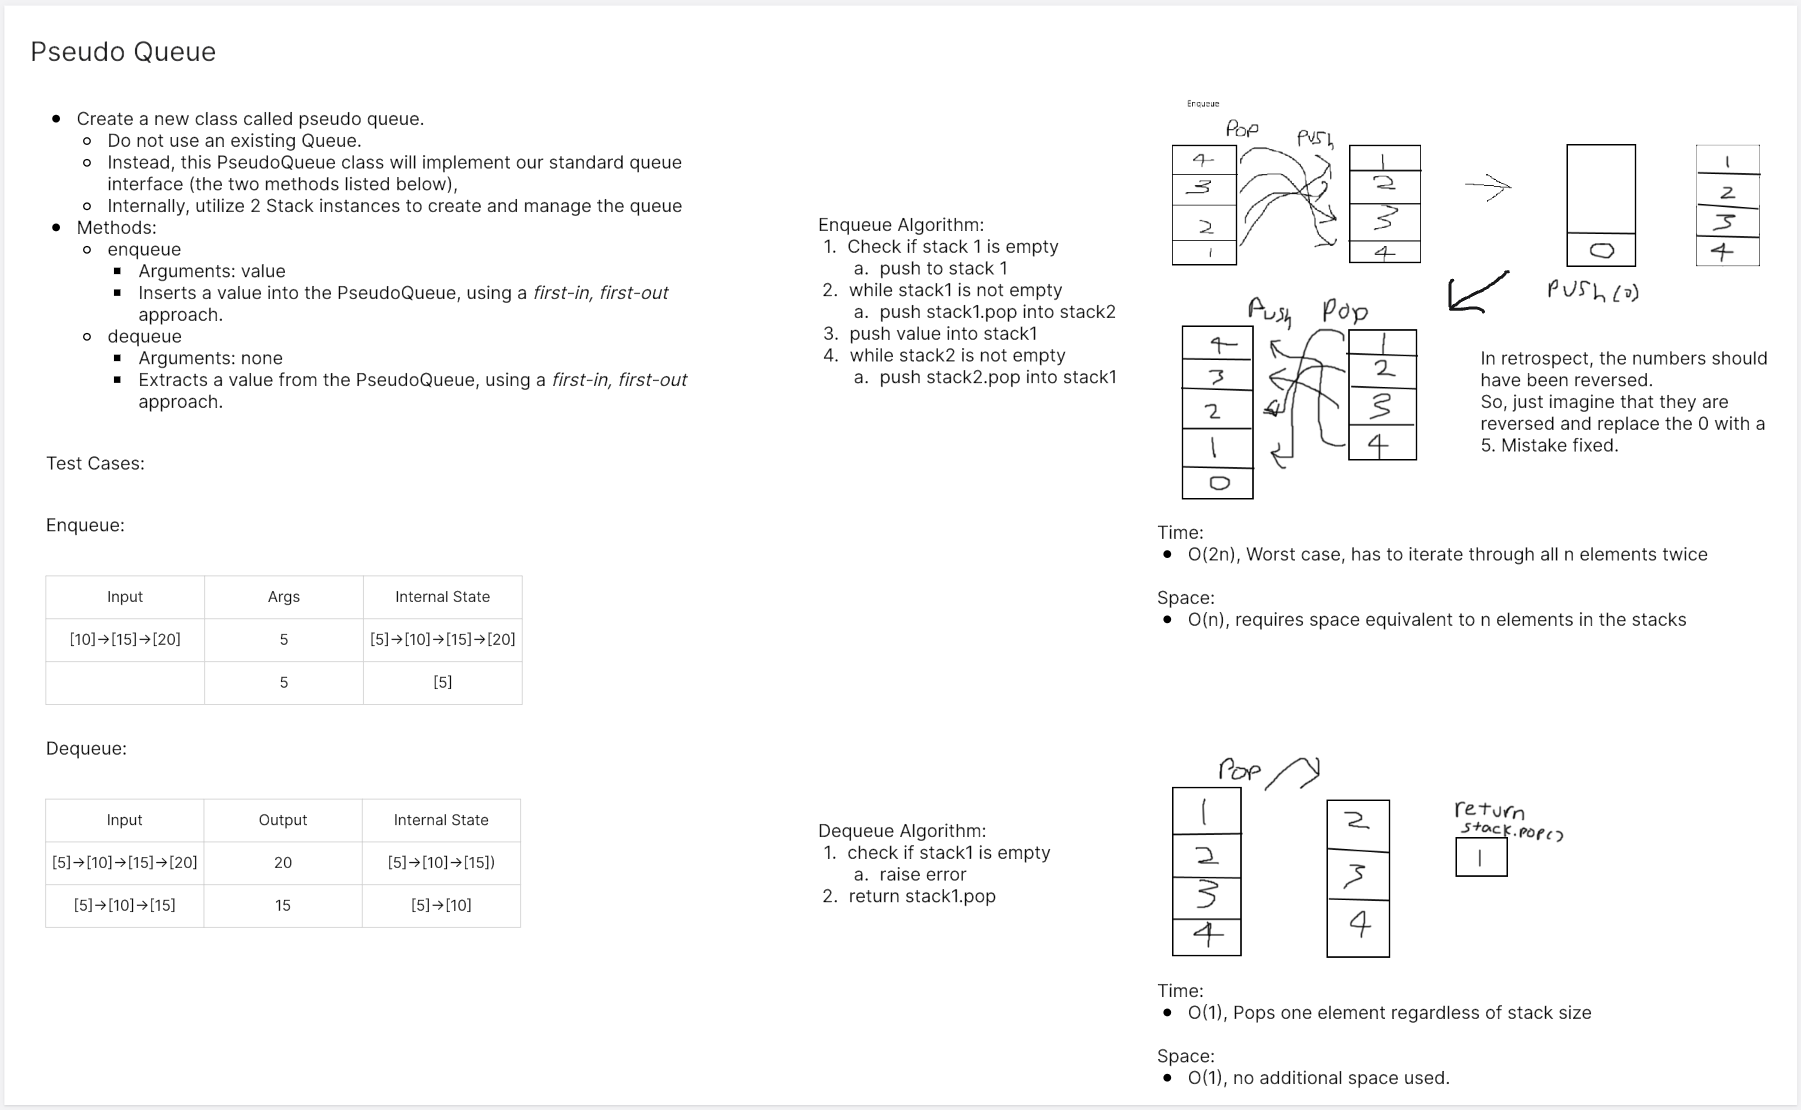 Pseudo Queue
● Create a new class called pseudo queue.
○ Do not use an existing Queue.
○ Instead, this PseudoQueue class will implement our standard queue
interface (the two methods listed below),
○ Internally, utilize 2 Stack instances to create and manage the queue
● Methods:
○ enqueue
■ Arguments: value
■ Inserts a value into the PseudoQueue, using a first-in, first-out
approach.
○ dequeue
■ Arguments: none
■ Extracts a value from the PseudoQueue, using a first-in, first-out
approach.
Test Cases:
Enqueue:
Input Args Internal State
[10]->[15]->[20] 5 [5]->[10]->[15]->[20]
5 [5]
Dequeue:
Input Output Internal State
[5]->[10]->[15]->[20] 20 [5]->[10]->[15])
[5]->[10]->[15] 15 [5]->[10]
Enqueue Algorithm:
1. Check if stack 1 is empty
a. push to stack 1
2. while stack1 is not empty
a. push stack1.pop into stack2
3. push value into stack1
4. while stack2 is not empty
a. push stack2.pop into stack1
Dequeue Algorithm:
1. check if stack1 is empty
a. raise error
2. return stack1.pop
Enqueue
POP PUSH
4 1 1
3 2 2
2 3 3
1 4 0 4
PUSH(0)
PUSH POP
4 1
3 2
2 3
1 4
0
In retrospect, the numbers should
have been reversed.
So, just imagine that they are
reversed and replace the 0 with a
5. Mistake fixed.
Time:
● O(2n), Worst case, has to iterate through all n elements twice
Space:
● O(n), requires space equivalent to n elements in the stacks
POP
return
stack.POP()
1 2 1
2 3
3 4
4
Time:
● O(1), Pops one element regardless of stack size
Space:
● O(1), no additional space used.